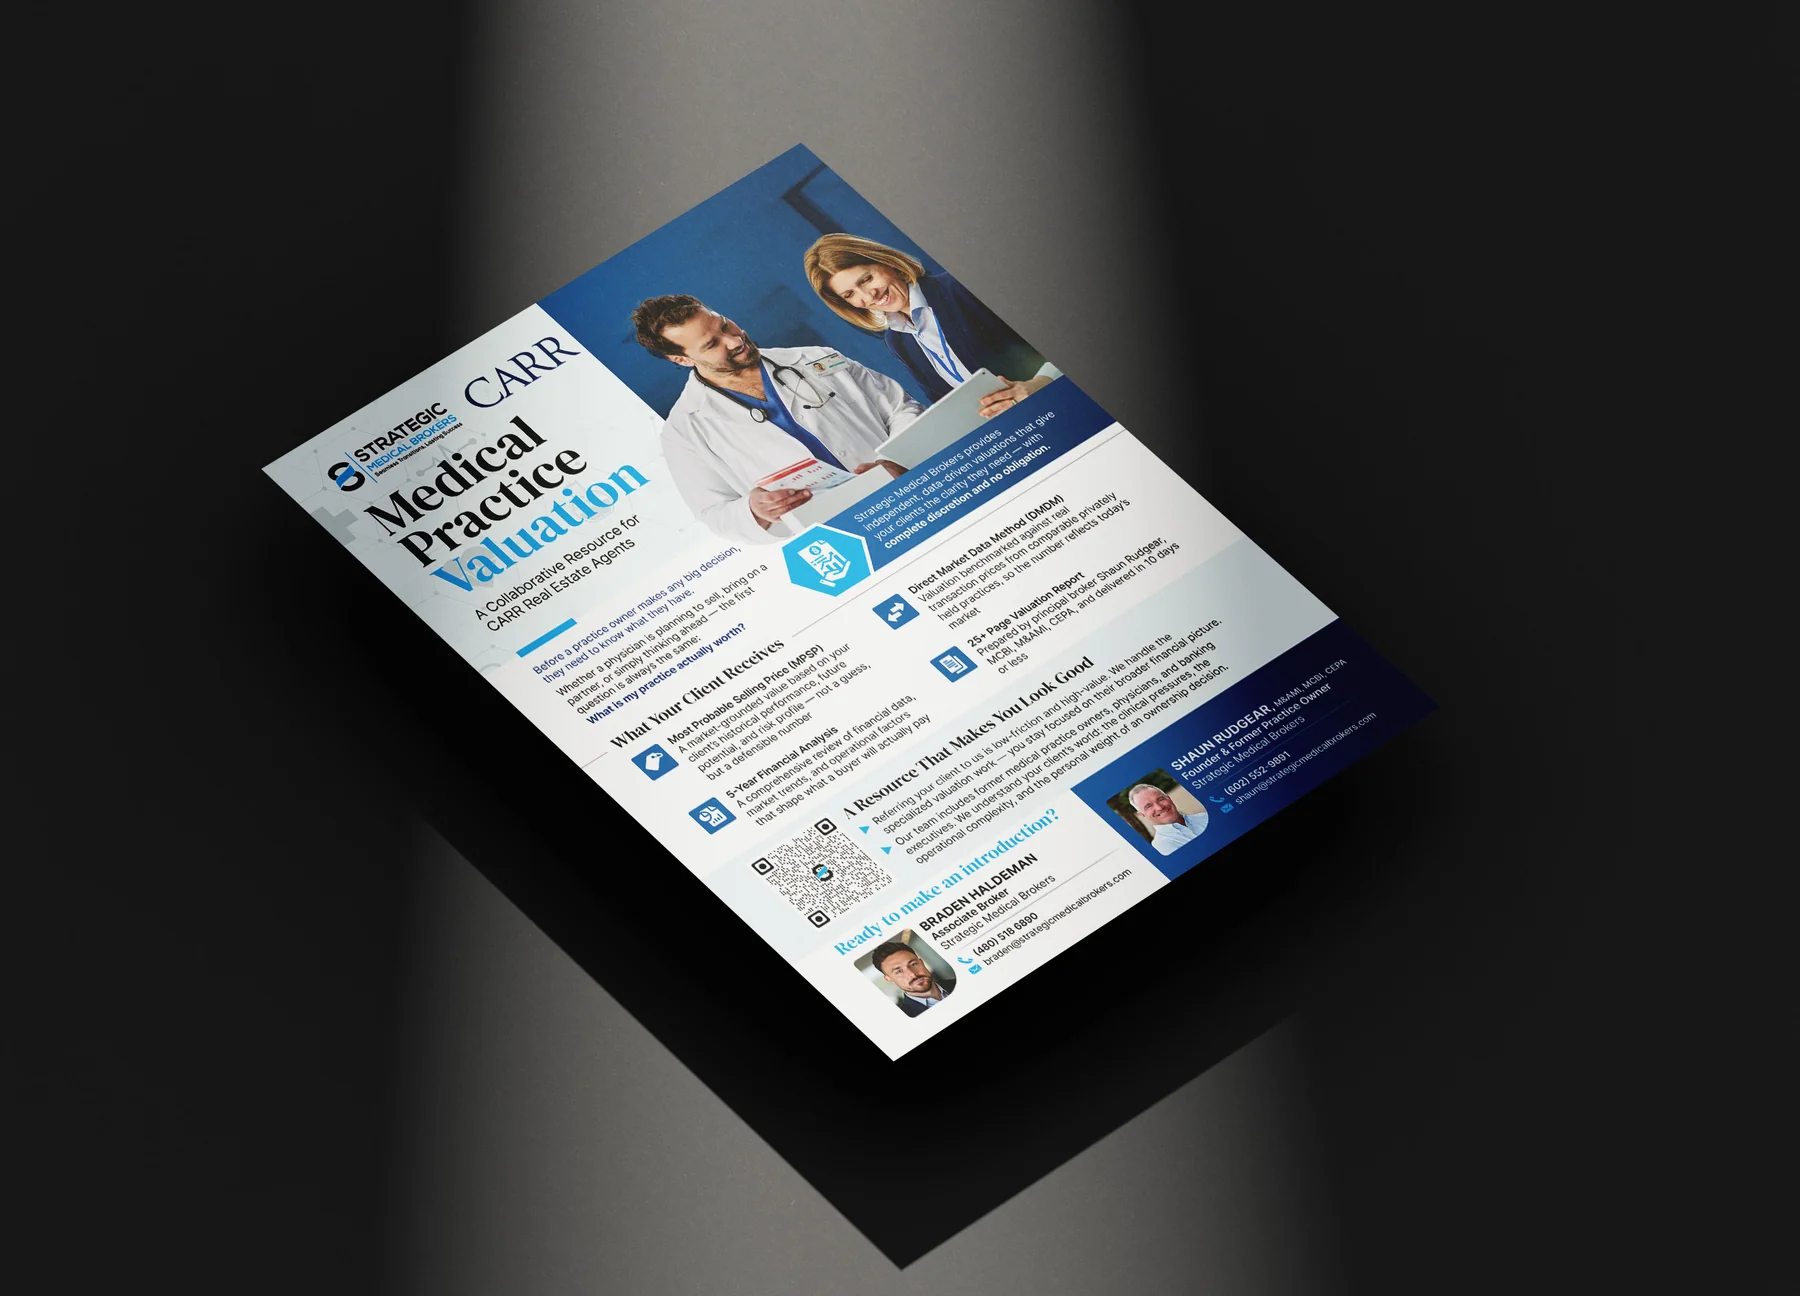 STRATEGIC
MEDICAL BROKERS
Seamless Transitions, Lasting Success
CARR
Medical
Practice
Valuation
A Collaborative Resource for
CARR Real Estate Agents
Strategic Medical Brokers provides
independent, data-driven valuations that give
your clients the clarity they need — with
complete discretion and no obligation.
Before a practice owner makes any big decision,
they need to know what they have.
Whether a physician is planning to sell, bring on a
partner, or simply thinking ahead — the first
question is always the same:
What is my practice actually worth?
What Your Client Receives
Most Probable Selling Price (MPSP)
A market-grounded value based on your
client's historical performance, future
potential, and risk profile — not a guess,
but a defensible number
5-Year Financial Analysis
A comprehensive review of financial data,
market trends, and operational factors
that shape what a buyer will actually pay
Direct Market Data Method (DMDM)
Valuation benchmarked against real
transaction prices from comparable privately
held practices, so the number reflects today's
market
25+ Page Valuation Report
Prepared by principal broker Shaun Rudgear,
MCBI, M&AMI, CEPA, and delivered in 10 days
or less
A Resource That Makes You Look Good
Referring your client to us is low-friction and high-value. We handle the
specialized valuation work — you stay focused on their broader financial picture.
Our team includes former medical practice owners, physicians, and banking
executives. We understand your client's world: the clinical pressures, the
operational complexity, and the personal weight of an ownership decision.
Ready to make an introduction?
BRADEN HALDEMAN
Associate Broker
Strategic Medical Brokers
(480) 518 6890
braden@strategicmedicalbrokers.com
SHAUN RUDGEAR, M&AMI, MCBI, CEPA
Founder & Former Practice Owner
Strategic Medical Brokers
(602) 552-9891
shaun@strategicmedicalbrokers.com